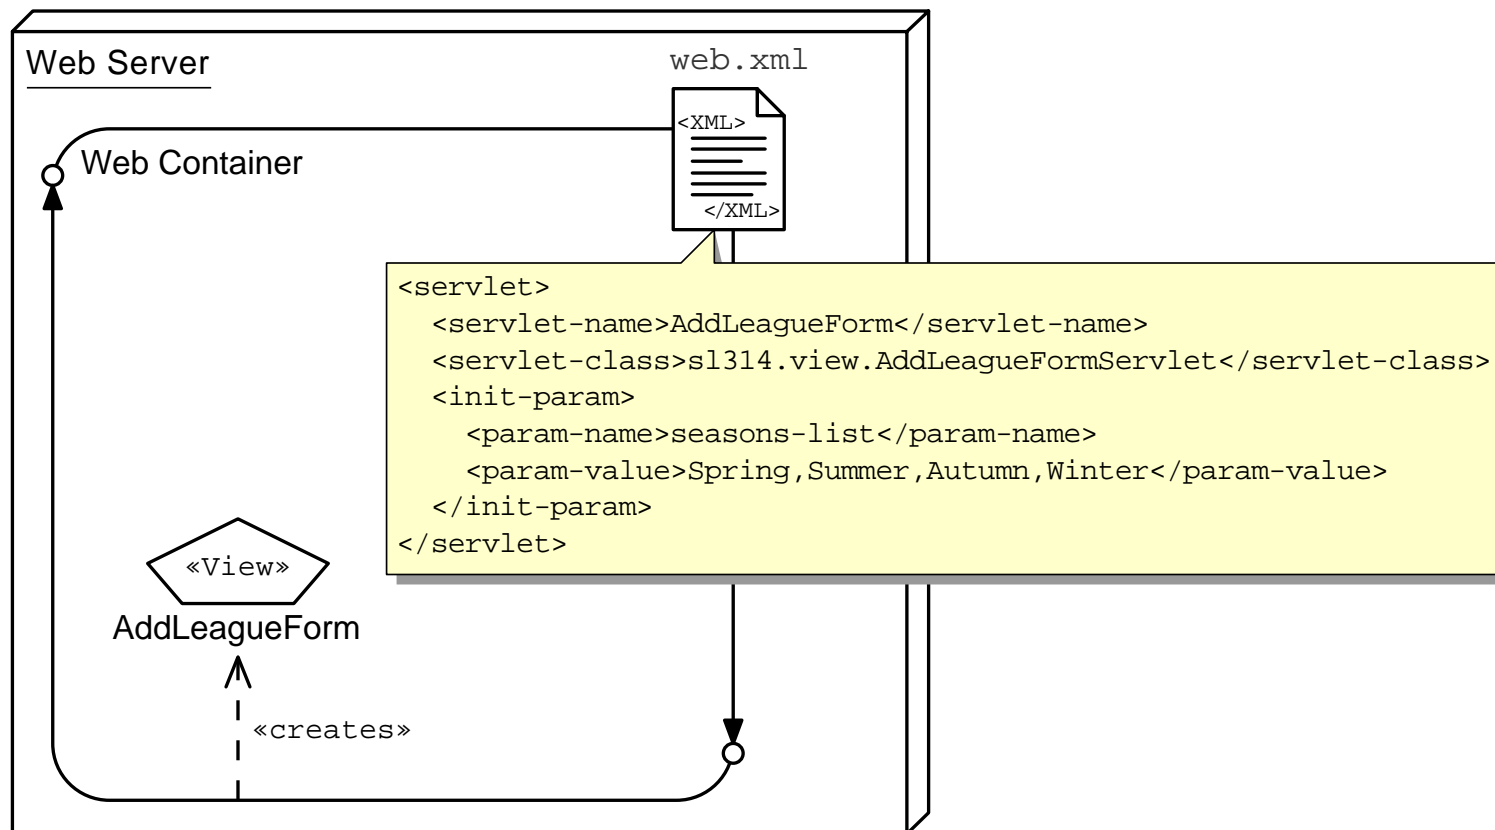 Web Server
web.xml
<XML>
Web Container
</XML>
<servlet>
  <servlet-name>AddLeagueForm</servlet-name>
  <servlet-class>sl314.view.AddLeagueFormServlet</servlet-class>
  <init-param>
    <param-name>seasons-list</param-name>
    <param-value>Spring,Summer,Autumn,Winter</param-value>
  </init-param>
</servlet>
«View»
AddLeagueForm
«creates»